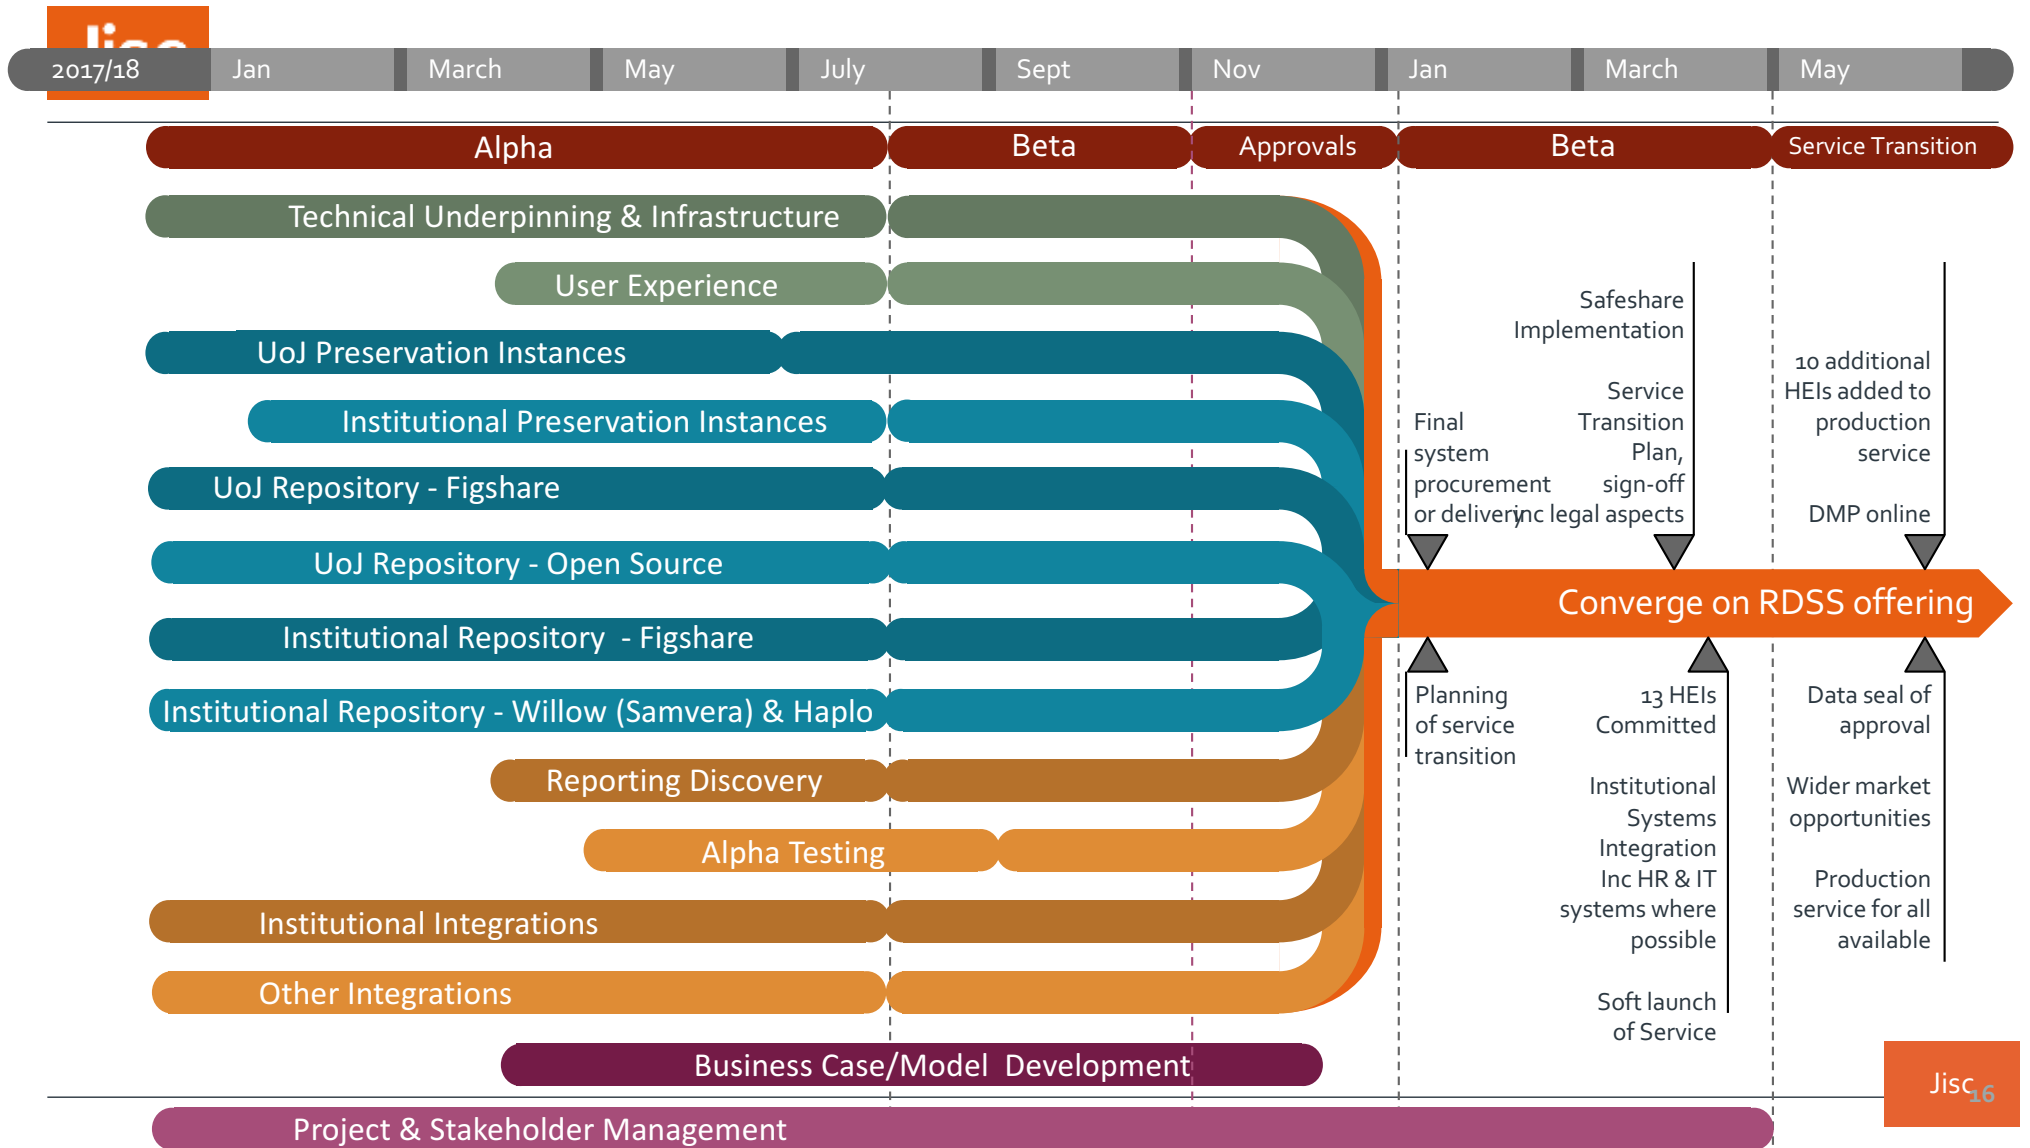 Jisc
2017/18 Jan March May July Sept Nov Jan March May
Alpha Beta Approvals Beta Service Transition
Technical Underpinning & Infrastructure
User Experience
UoJ Preservation Instances
Institutional Preservation Instances
UoJ Repository - Figshare
UoJ Repository - Open Source
Institutional Repository - Figshare
Institutional Repository - Willow (Samvera) & Haplo
Reporting Discovery
Alpha Testing
Institutional Integrations
Other Integrations
Business Case/Model Development
Project & Stakeholder Management
Final
system
procurement
or delivery
Safeshare
Implementation
Service
Transition
Plan,
sign-off
inc legal aspects
10 additional
HEIs added to
production
service
DMP online
Converge on RDSS offering
Planning
of service
transition
13 HEIs
Committed
Institutional
Systems
Integration
Inc HR & IT
systems where
possible
Soft launch
of Service
Data seal of
approval
Wider market
opportunities
Production
service for all
available
Jisc
16